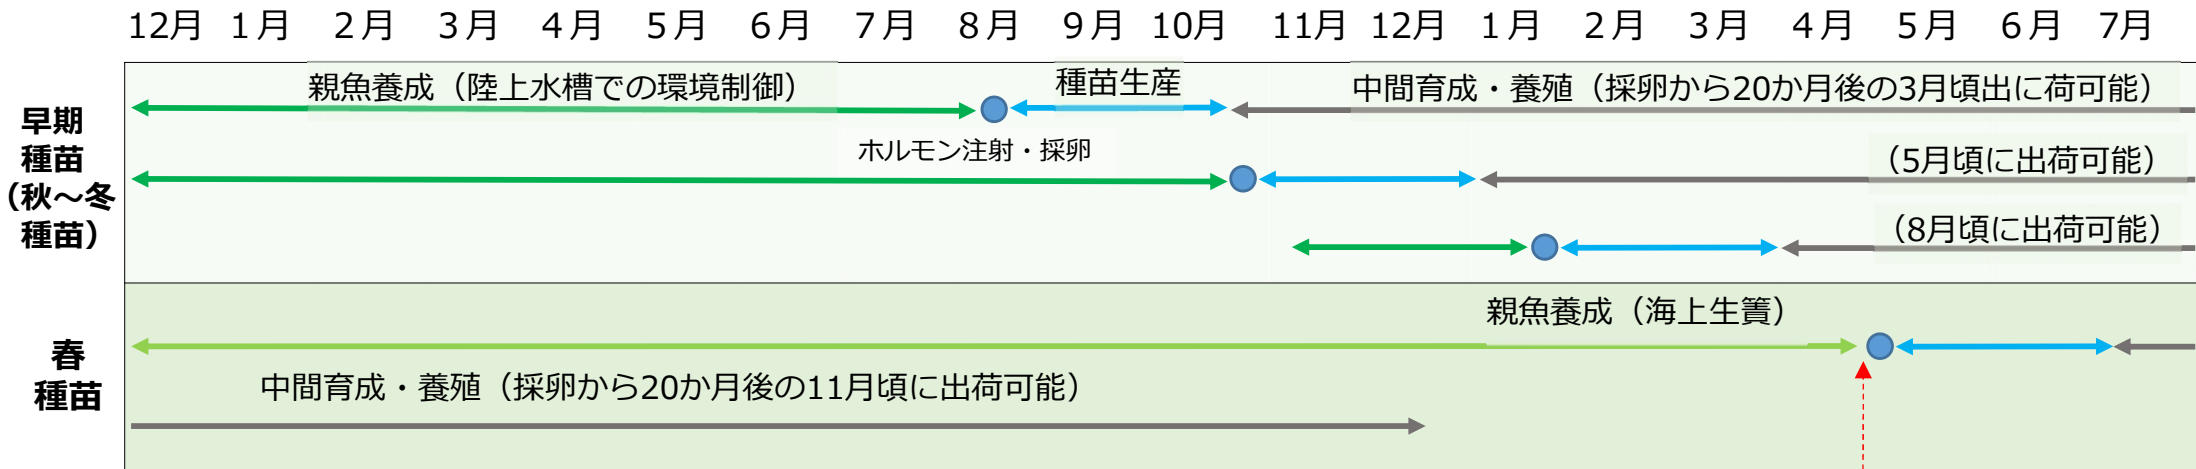 12月 1月 2月 3月 4月 5月 6月 7月 8月 9月 10月 11月 12月 1月 2月 3月 4月 5月 6月 7月
早期
種苗
（秋～冬
種苗）
親魚養成（陸上水槽での環境制御）
種苗生産
中間育成・養殖（採卵から20か月後の3月頃出に荷可能）
ホルモン注射・採卵
（5月頃に出荷可能）
（8月頃に出荷可能）
春
種苗
親魚養成（海上生簀）
中間育成・養殖（採卵から20か月後の11月頃に出荷可能）